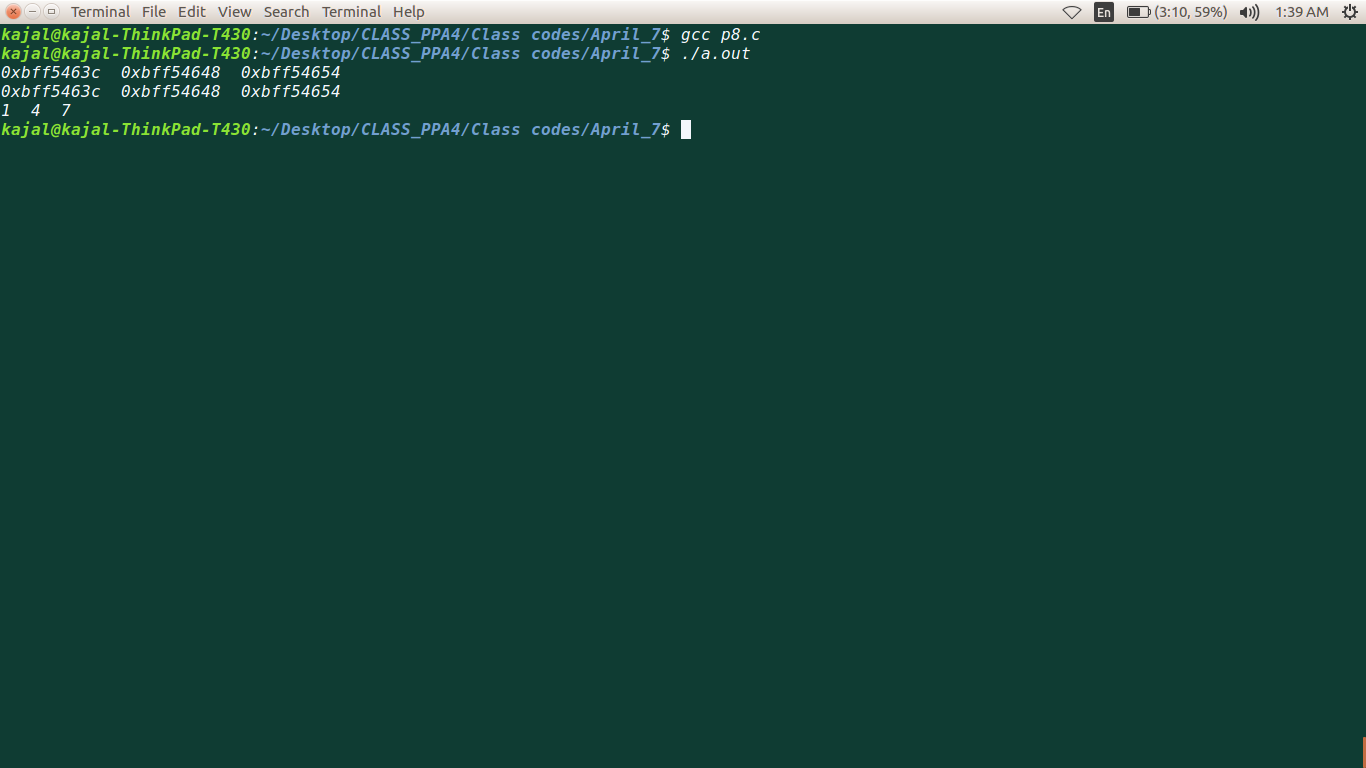 Terminal File Edit View Search Terminal Help En (3:10, 59%) 1:39 AM
kajal@kajal-ThinkPad-T430:~/Desktop/CLASS_PPA4/Class codes/April_7$ gcc p8.c
kajal@kajal-ThinkPad-T430:~/Desktop/CLASS_PPA4/Class codes/April_7$ ./a.out
0xbff5463c  0xbff54648  0xbff54654
0xbff5463c  0xbff54648  0xbff54654
1  4  7
kajal@kajal-ThinkPad-T430:~/Desktop/CLASS_PPA4/Class codes/April_7$